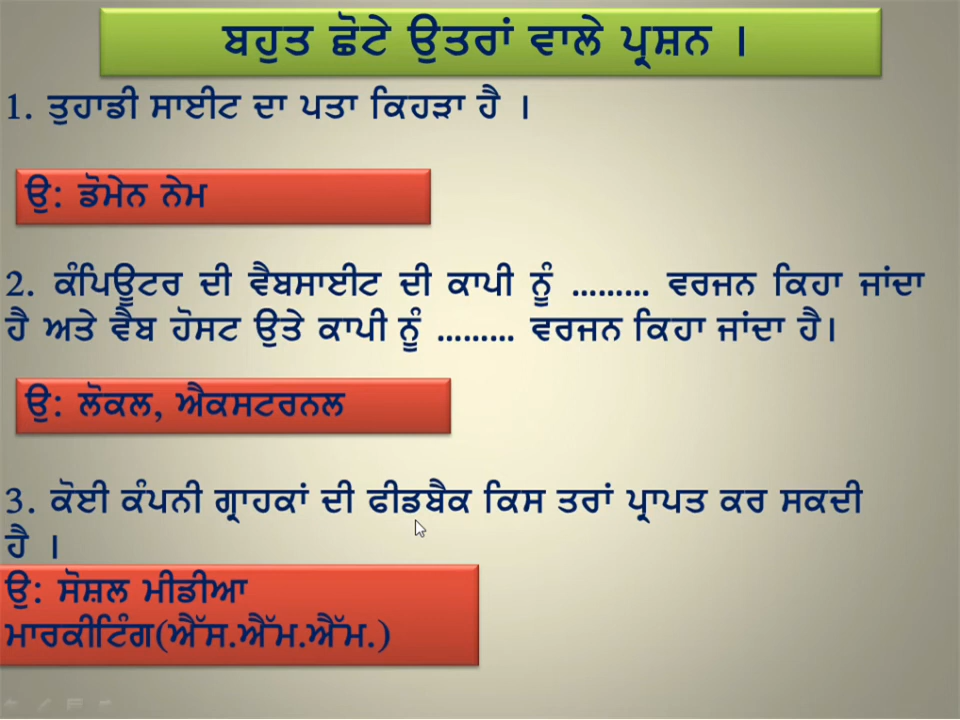 ਬਹੁਤ ਛੋਟੇ ਉਤਰਾਂ ਵਾਲੇ ਪ੍ਰਸ਼ਨ ।
1. ਤੁਹਾਡੀ ਸਾਈਟ ਦਾ ਪਤਾ ਕਿਹੜਾ ਹੈ ।
ਉ: ਡੋਮੇਨ ਨੇਮ
2. ਕੰਪਿਊਟਰ ਦੀ ਵੈਬਸਾਈਟ ਦੀ ਕਾਪੀ ਨੂੰ ......... ਵਰਜਨ ਕਿਹਾ ਜਾਂਦਾ
ਹੈ ਅਤੇ ਵੈਬ ਹੋਸਟ ਉਤੇ ਕਾਪੀ ਨੂੰ ......... ਵਰਜਨ ਕਿਹਾ ਜਾਂਦਾ ਹੈ।
ਉ: ਲੋਕਲ, ਐਕਸਟਰਨਲ
3. ਕੋਈ ਕੰਪਨੀ ਗ੍ਰਾਹਕਾਂ ਦੀ ਫੀਡਬੈਕ ਕਿਸ ਤਰਾਂ ਪ੍ਰਾਪਤ ਕਰ ਸਕਦੀ
ਹੈ ।
ਉ: ਸੋਸ਼ਲ ਮੀਡੀਆ
ਮਾਰਕੀਟਿੰਗ(ਐੱਸ.ਐੱਮ.ਐੱਮ.)